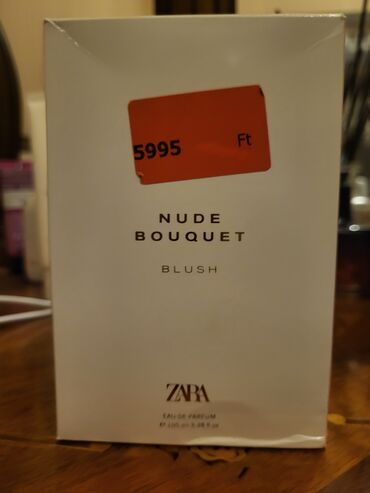 5995 Ft
NUDE
BOUQUET
BLUSH
ZARA
EAU DE PARFUM